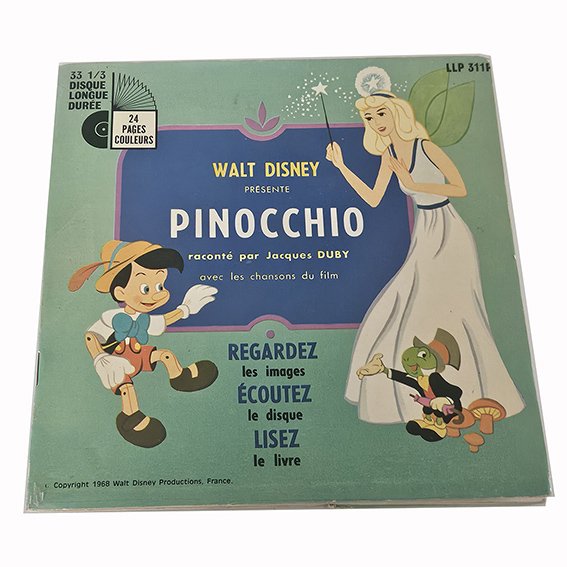 33 1/3
DISQUE
LONGUE
DURÉE
24
PAGES
COULEURS
LLP 311F
WALT DISNEY
PRÉSENTE
PINOCCHIO
raconté par Jacques DUBY
avec les chansons du film
REGARDEZ
les images
ÉCOUTEZ
le disque
LISEZ
le livre
© Copyright 1968 Walt Disney Productions, France.